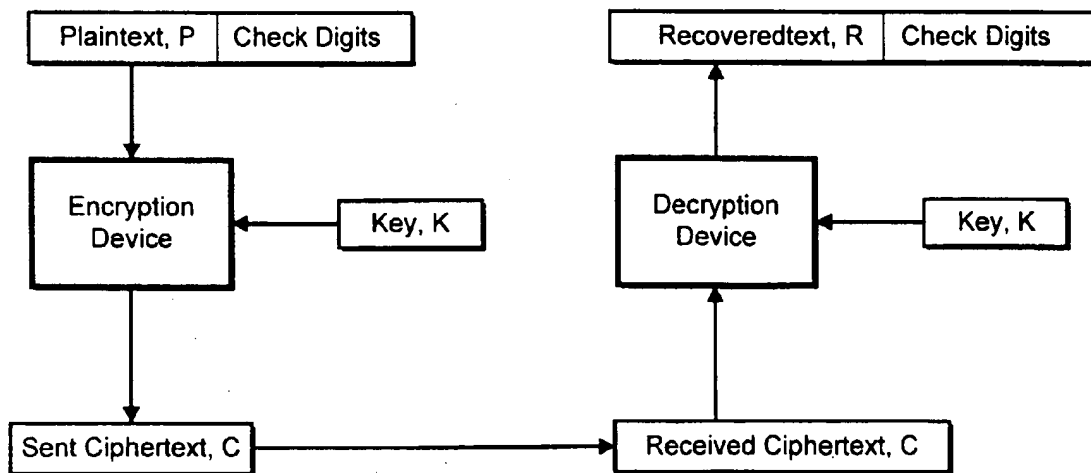 Plaintext, P Check Digits
Recoveredtext, R Check Digits
Encryption
Device
Key, K
Decryption
Device
Key, K
Sent Ciphertext, C
Received Ciphertext, C